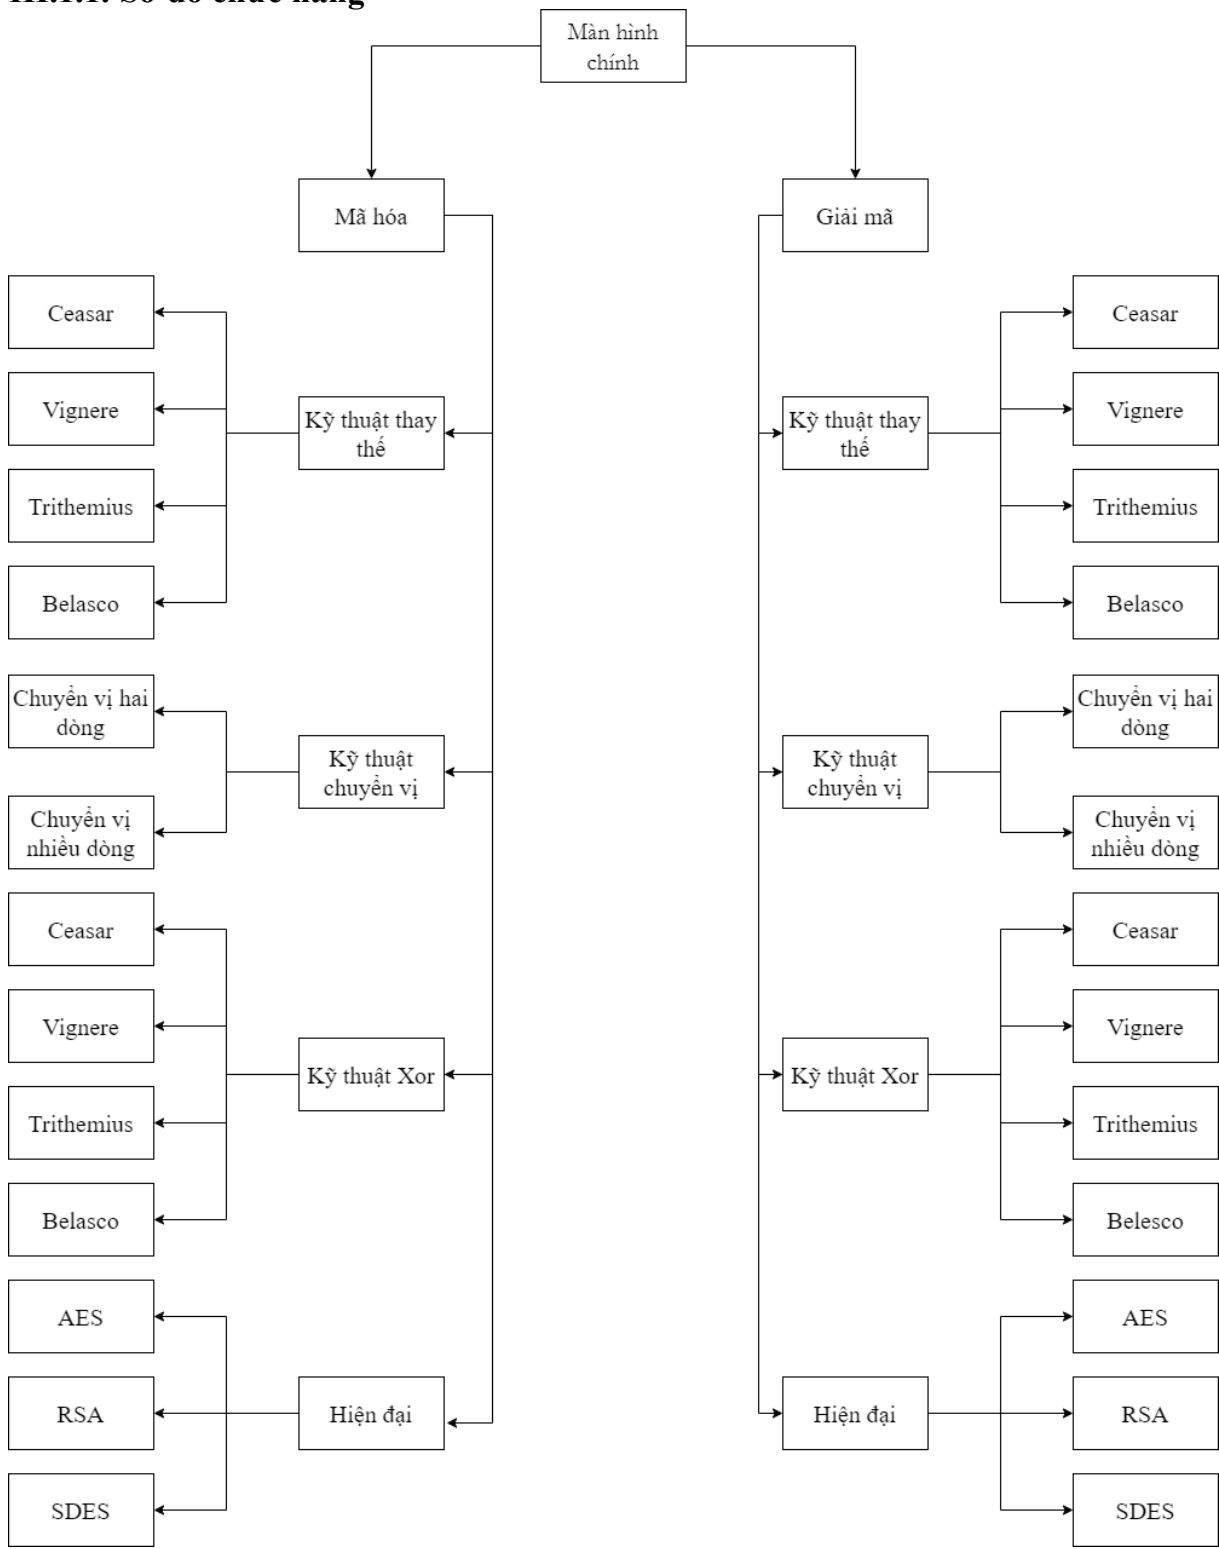 III.1.1. Sơ đồ chức năng
Màn hình
chính
Mã hóa
Giải mã
Ceasar
Vignere
Trithemius
Belasco
Kỹ thuật thay
thế
Chuyển vị hai
dòng
Chuyển vị
nhiều dòng
Kỹ thuật
chuyển vị
Ceasar
Vignere
Trithemius
Belasco
Kỹ thuật Xor
AES
RSA
SDES
Hiện đại
Kỹ thuật thay
thế
Ceasar
Vignere
Trithemius
Belasco
Kỹ thuật
chuyển vị
Chuyển vị hai
dòng
Chuyển vị
nhiều dòng
Kỹ thuật Xor
Ceasar
Vignere
Trithemius
Belesco
Hiện đại
AES
RSA
SDES